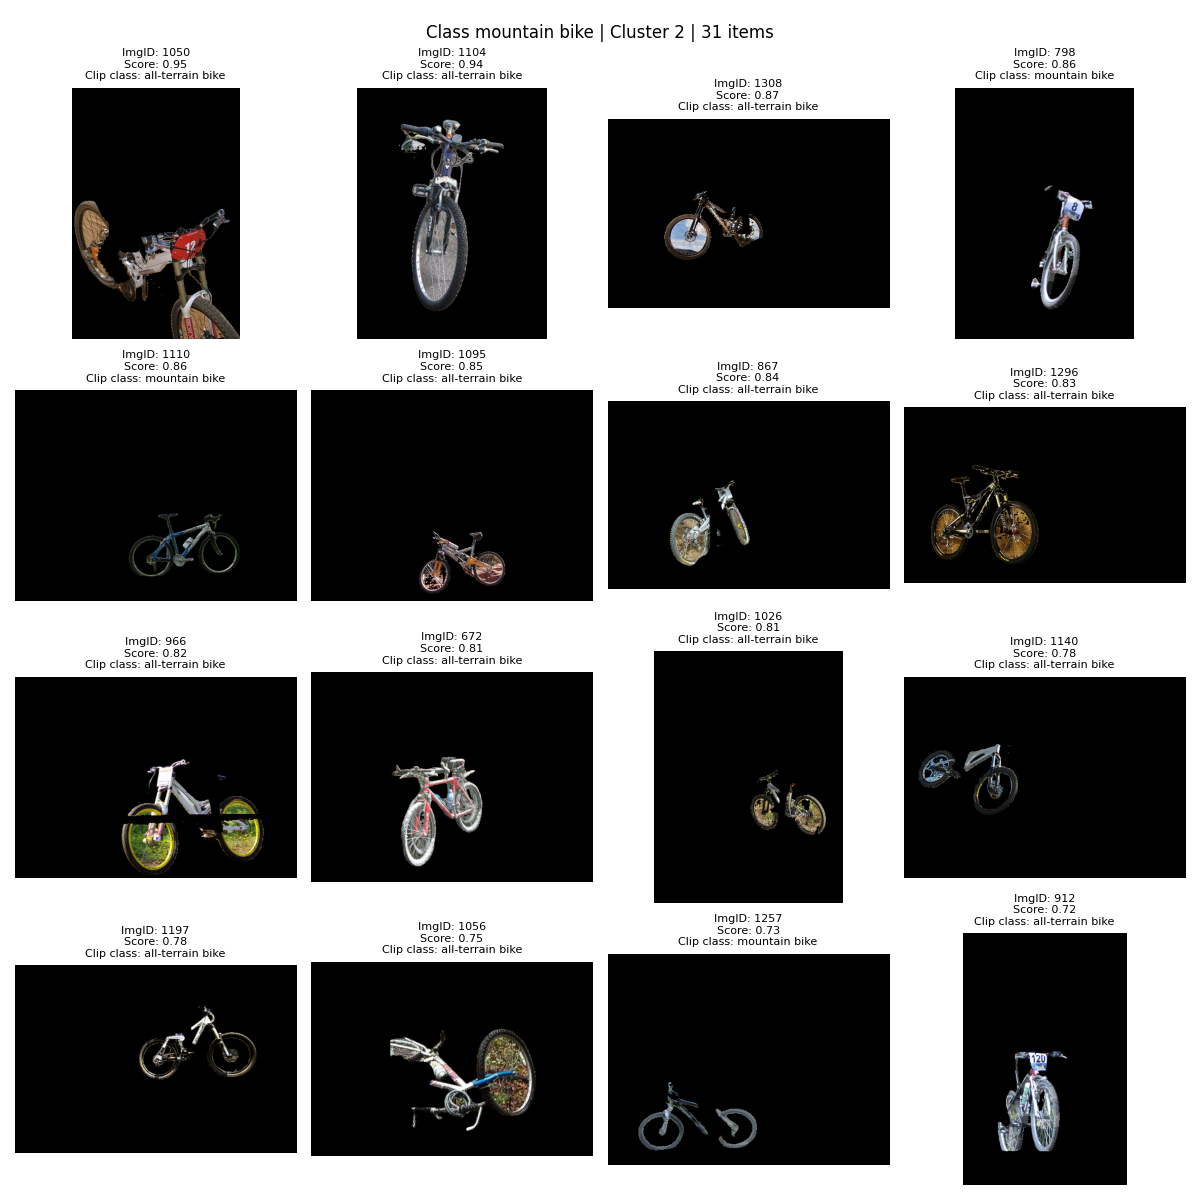 Class mountain bike | Cluster 2 | 31 items
ImgID: 1050
Score: 0.95
Clip class: all-terrain bike
ImgID: 1104
Score: 0.94
Clip class: all-terrain bike
ImgID: 1308
Score: 0.87
Clip class: all-terrain bike
ImgID: 798
Score: 0.86
Clip class: mountain bike
12
8
ImgID: 1110
Score: 0.86
Clip class: mountain bike
ImgID: 1095
Score: 0.85
Clip class: all-terrain bike
ImgID: 867
Score: 0.84
Clip class: all-terrain bike
ImgID: 1296
Score: 0.83
Clip class: all-terrain bike
ImgID: 966
Score: 0.82
Clip class: all-terrain bike
ImgID: 672
Score: 0.81
Clip class: all-terrain bike
ImgID: 1026
Score: 0.81
Clip class: all-terrain bike
ImgID: 1140
Score: 0.78
Clip class: all-terrain bike
ImgID: 1197
Score: 0.78
Clip class: all-terrain bike
ImgID: 1056
Score: 0.75
Clip class: all-terrain bike
ImgID: 1257
Score: 0.73
Clip class: mountain bike
ImgID: 912
Score: 0.72
Clip class: all-terrain bike
120